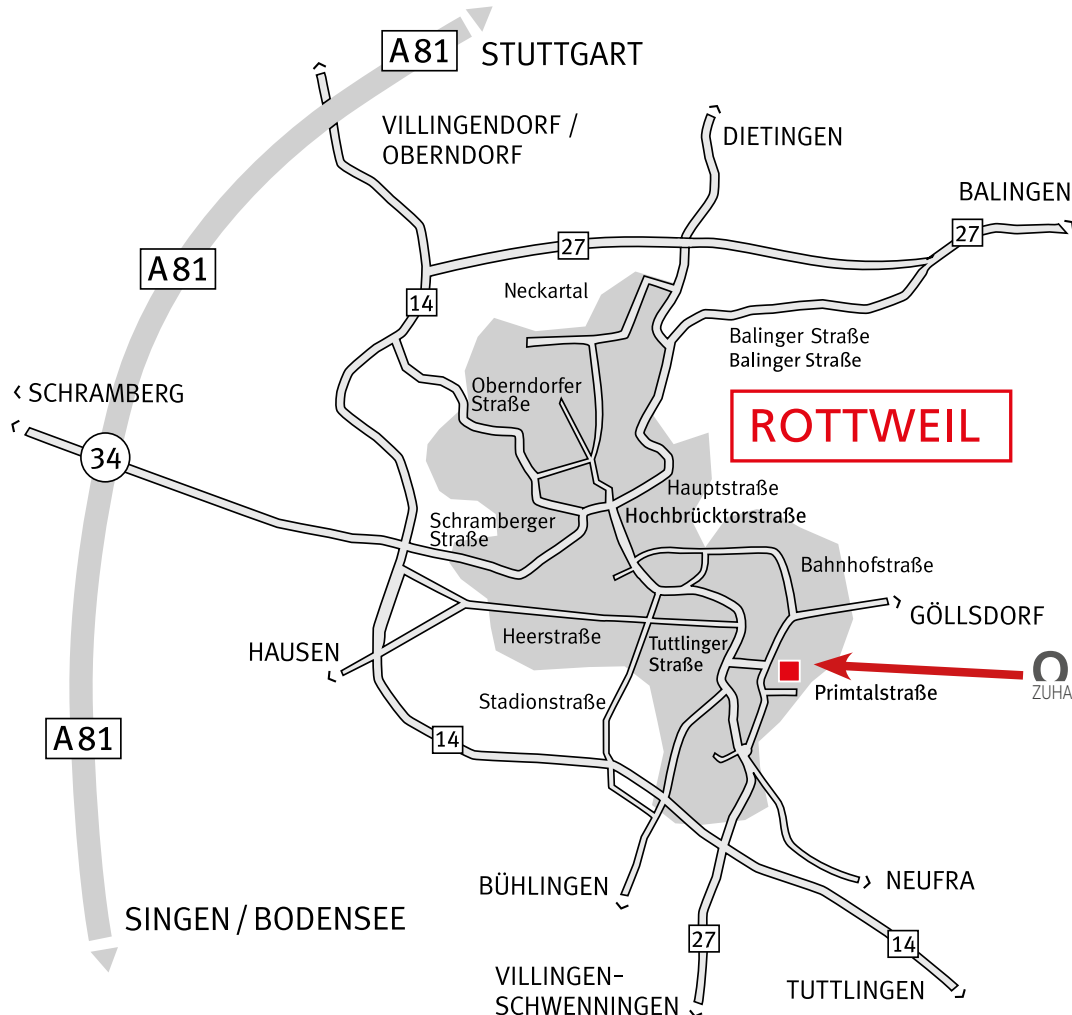 A81 STUTTGART
VILLINGENDORF /
OBERNDORF
DIETINGEN
BALINGEN
27
27
A81
14
Neckartal
Balinger Straße
Balinger Straße
‹ SCHRAMBERG
Oberndorfer
Straße
ROTTWEIL
34
Hauptstraße
Hochbrücktorstraße
Schramberger
Straße
Bahnhofstraße
GÖLLSDORF
HAUSEN
Heerstraße
Tuttlinger
Straße
ZUHA
Primtalstraße
Stadionstraße
A81
14
BÜHLINGEN
NEUFRA
SINGEN / BODENSEE
27
14
VILLINGEN-
SCHWENNINGEN
TUTTLINGEN